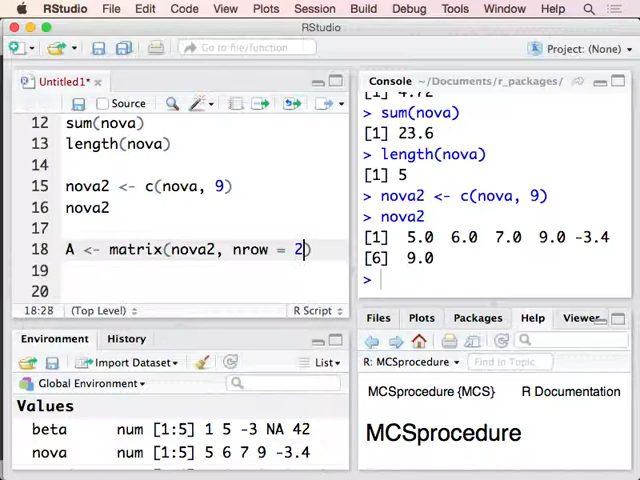 RStudio File Edit Code View Plots Session Build Debug Tools Window Help
RStudio
Go to file/function Project: (None)
Untitled1*
Source
12 sum(nova)
13 length(nova)
14
15 nova2 <- c(nova, 9)
16 nova2
17
18 A <- matrix(nova2, nrow = 2)
19
20
18:28 (Top Level) R Script
Console ~/Documents/r_packages/
[1] 4.72
> sum(nova)
[1] 23.6
> length(nova)
[1] 5
> nova2 <- c(nova, 9)
> nova2
[1] 5.0 6.0 7.0 9.0 -3.4
[6] 9.0
>
Environment History
Import Dataset List
Global Environment
Values
beta num [1:5] 1 5 -3 NA 42
nova num [1:5] 5 6 7 9 -3.4
Files Plots Packages Help Viewer
R: MCSprocedure Find in Topic
MCSprocedure {MCS} R Documentation
MCSprocedure